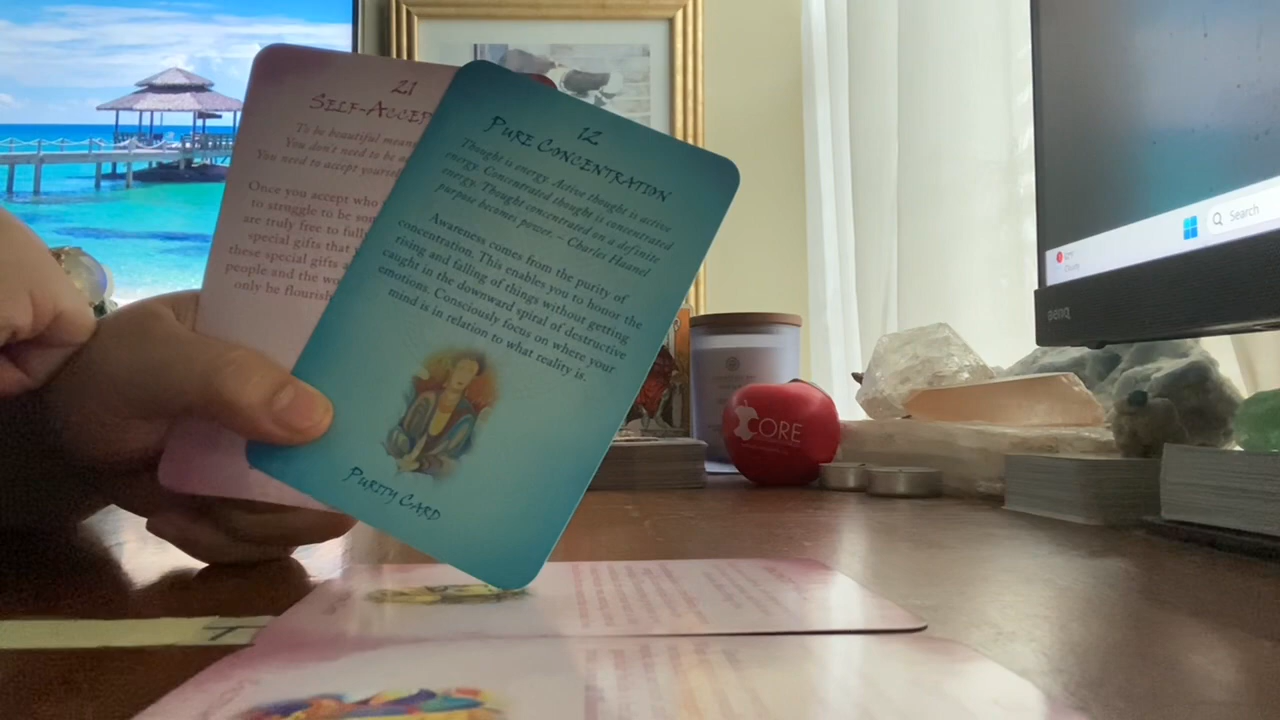 21
SELF-ACCEP
To be beautiful means
You don't need to be a
You need to accept yourself
Once you accept who
to struggle to be som
are truly free to full
special gifts that y
these special gifts a
people and the wo
only be flourish
12
PURE CONCENTRATION
Thought is energy. Active thought is active
energy. Concentrated thought is concentrated
energy. Thought concentrated on a definite
purpose becomes power. – Charles Haanel
Awareness comes from the purity of
concentration. This enables you to honor the
rising and falling of things without getting
caught in the downward spiral of destructive
emotions. Consciously focus on where your
mind is in relation to what reality is.
PURITY CARD
CORE
Search
BenQ